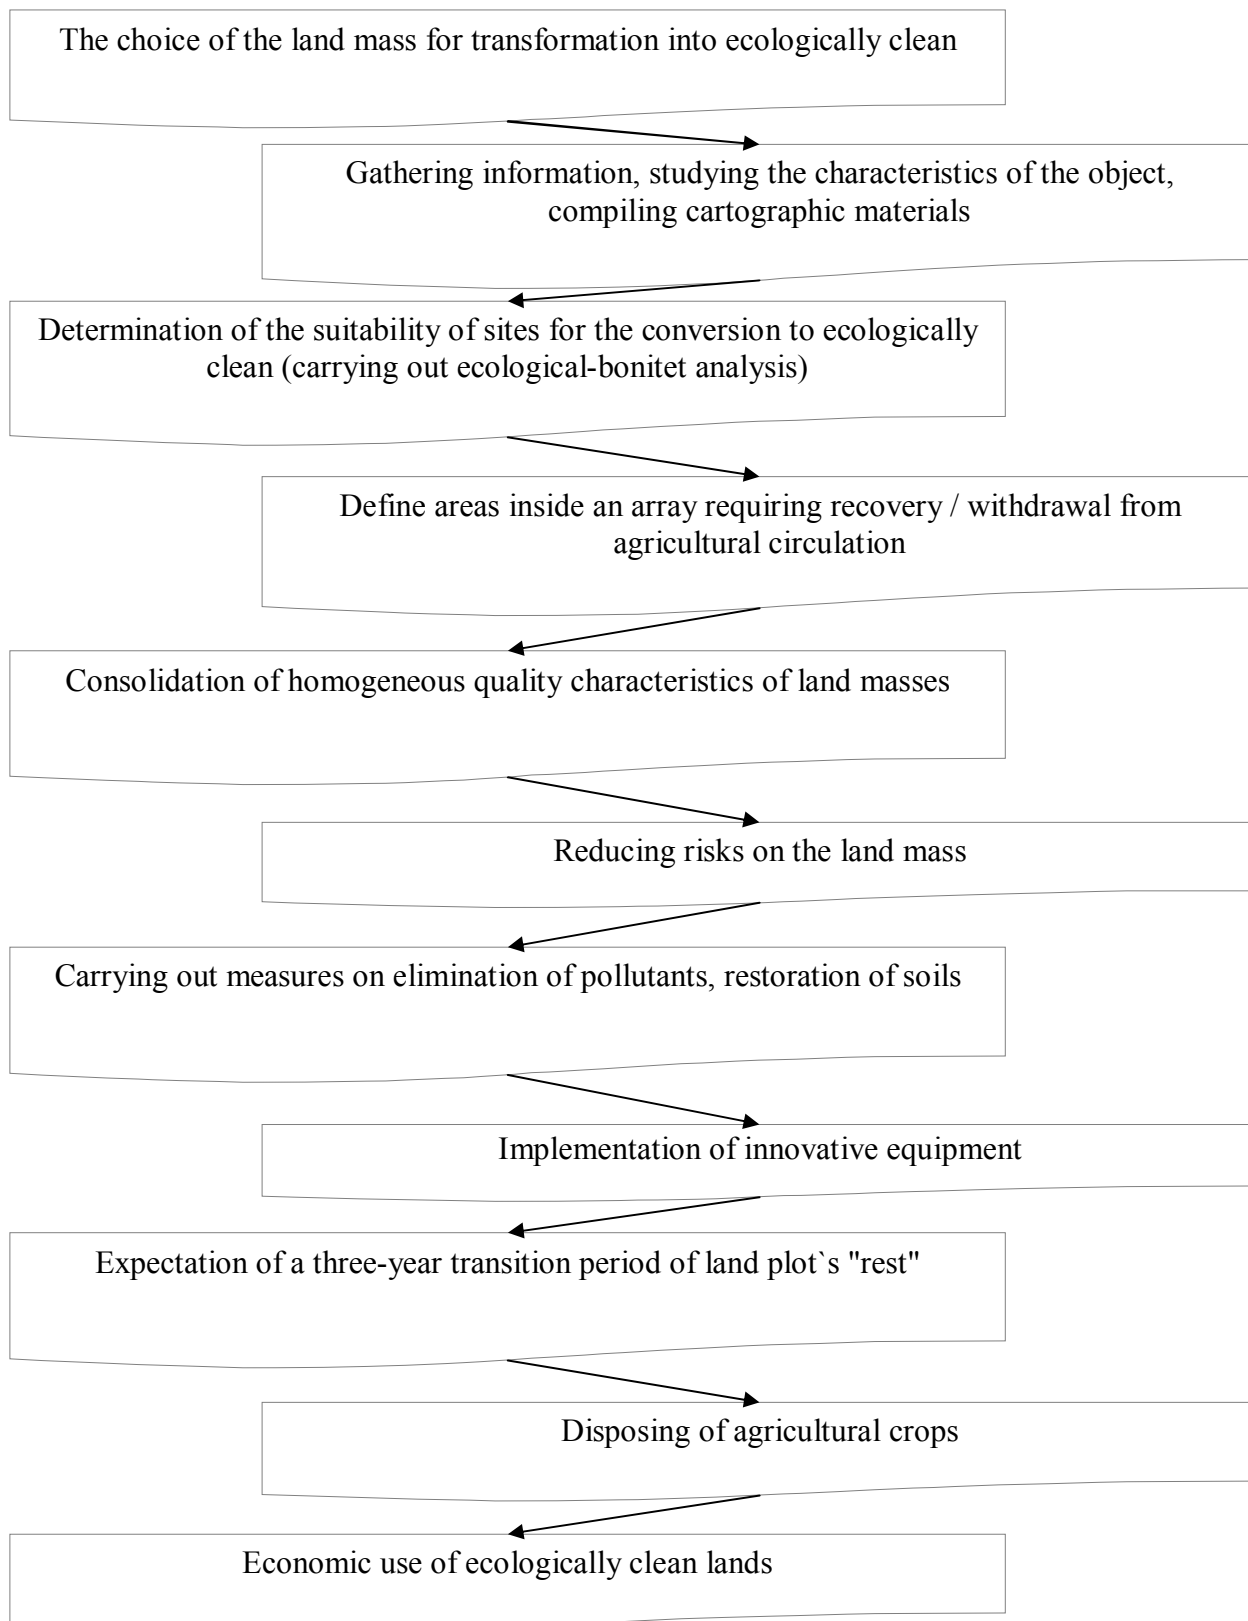 The choice of the land mass for transformation into ecologically clean
Gathering information, studying the characteristics of the object,
compiling cartographic materials
Determination of the suitability of sites for the conversion to ecologically
clean (carrying out ecological-bonitet analysis)
Define areas inside an array requiring recovery / withdrawal from
agricultural circulation
Consolidation of homogeneous quality characteristics of land masses
Reducing risks on the land mass
Carrying out measures on elimination of pollutants, restoration of soils
Implementation of innovative equipment
Expectation of a three-year transition period of land plot`s "rest"
Disposing of agricultural crops
Economic use of ecologically clean lands